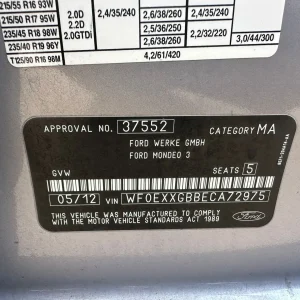 215/55 R16 93W
215/50 R17 95W
235/45 R18 98W
235/40 R19 96Y
T125/90 R16 98M
2.0D
2.0
2.0GTDi
2,4/35/240
2,6/38/260
2,5/36/250
2,6/38/260
4,2/61/420
2,4/35/240
2,2/32/220
3,0/44/300
APPROVAL NO. 37552 CATEGORY MA
FORD WERKE GMBH
FORD MONDEO 3
GVW
SEATS 5
05/12 VIN WF0EXXGBBECA72975
MANUFACTURED TO COMPLY WITH
THE MOTOR VEHICLE STANDARDS ACT 1989
Ford